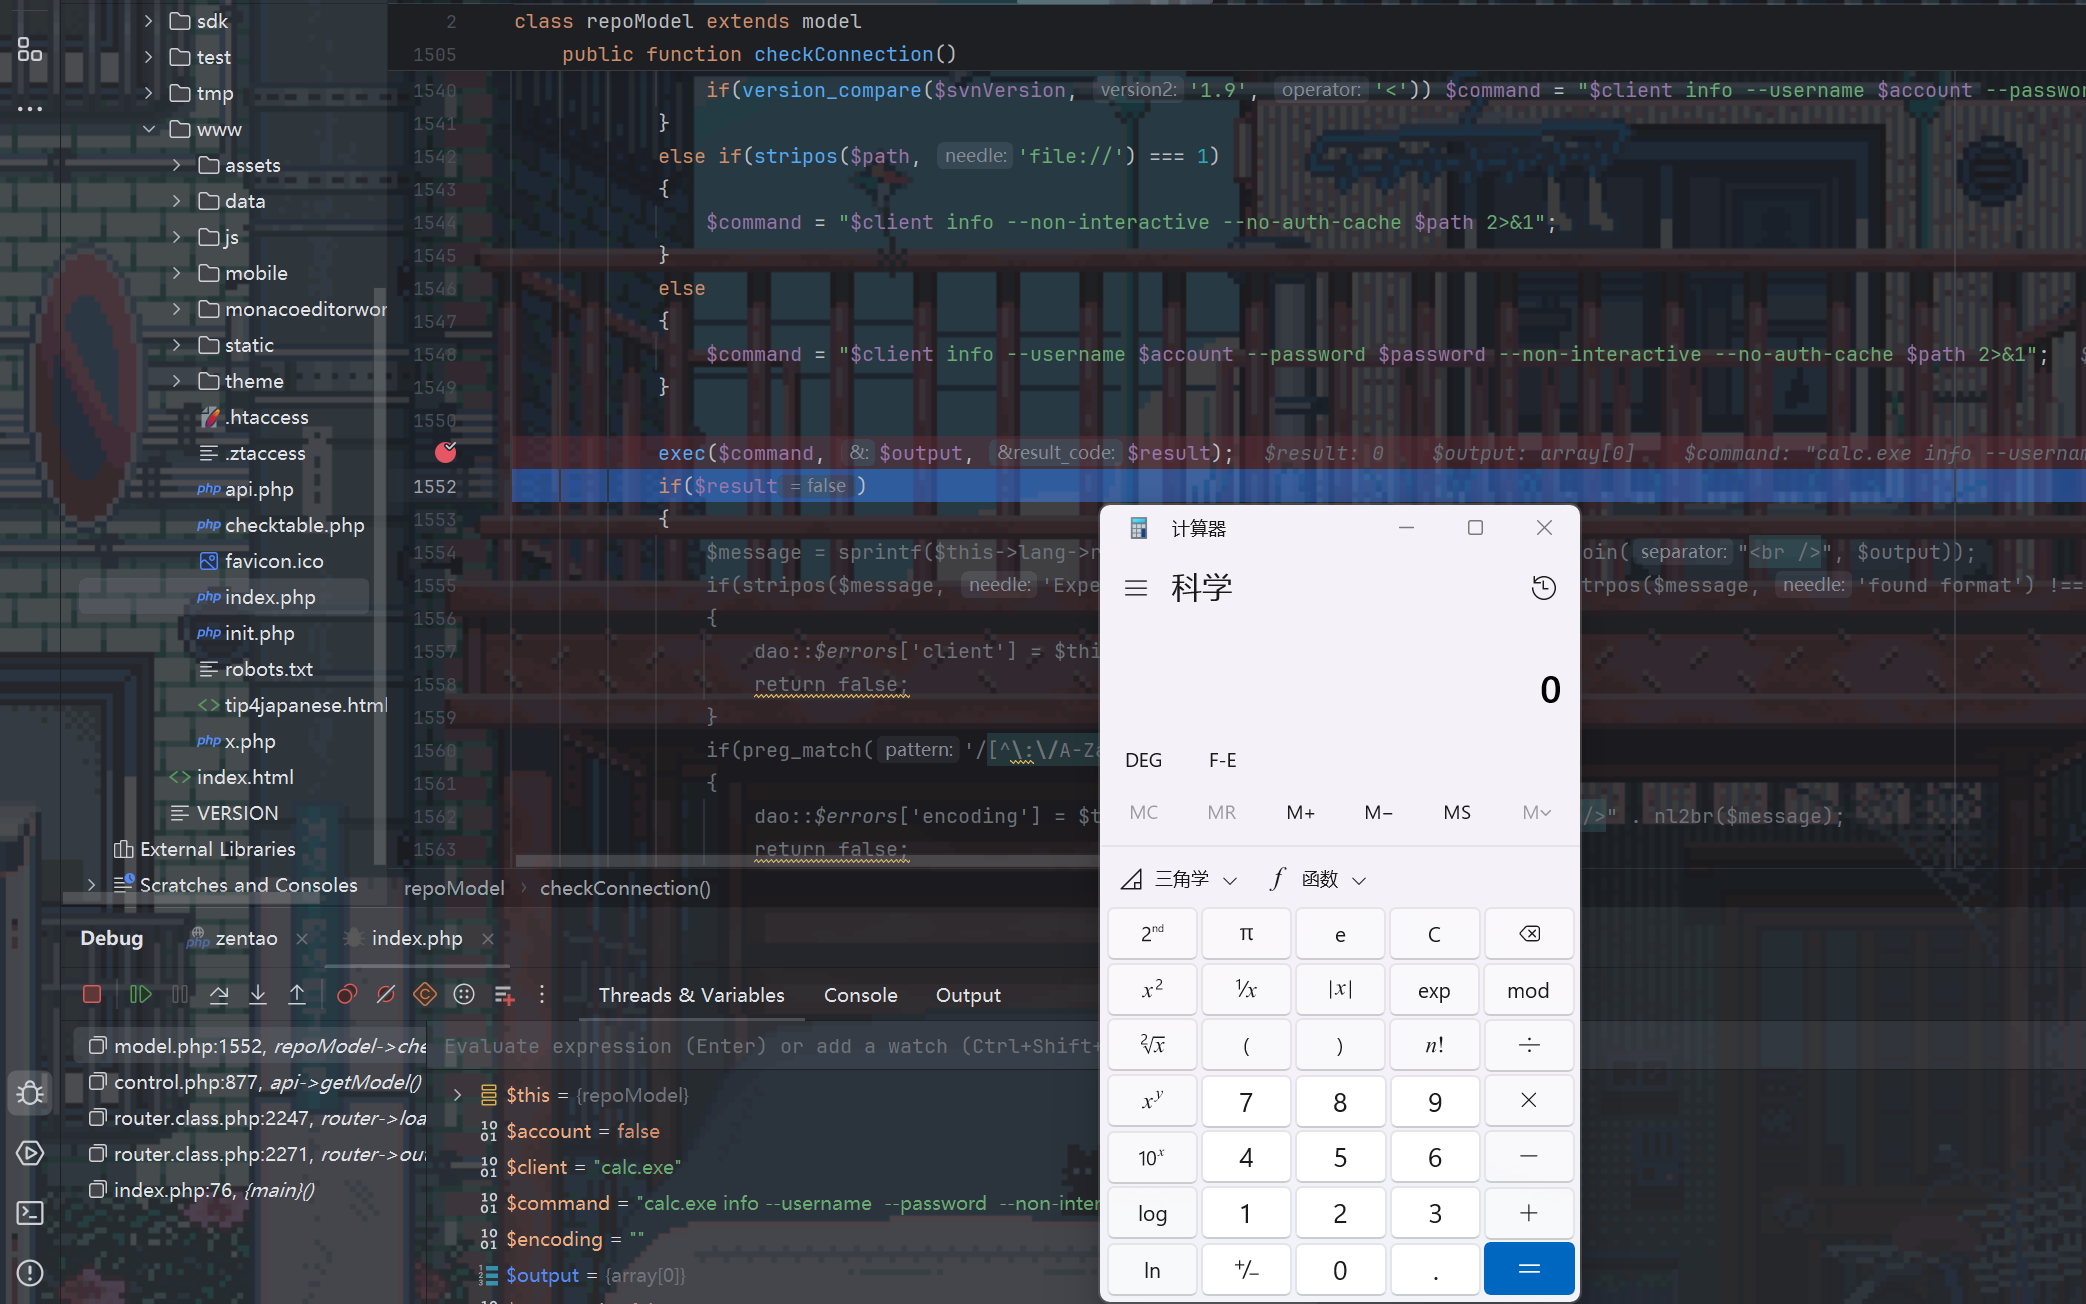 sdk
test
tmp
www
assets
data
js
mobile
monacoeditorwor
static
theme
.htaccess
.ztaccess
php api.php
php checktable.php
favicon.ico
php index.php
php init.php
robots.txt
<> tip4japanese.html
php x.php
<> index.html
VERSION
External Libraries
Scratches and Consoles
2 class repoModel extends model
1505 public function checkConnection()
1540 if(version_compare($svnVersion, version2: '1.9', operator: '<')) $command = "$client info --username $account --passwor
1541 }
1542 else if(stripos($path, needle: 'file://') === 1)
1543 {
1544 $command = "$client info --non-interactive --no-auth-cache $path 2>&1";
1545 }
1546 else
1547 {
1548 $command = "$client info --username $account --password $password --non-interactive --no-auth-cache $path 2>&1";
1549 }
1550
exec($command, &: $output, &result_code: $result); $result: 0 $output: array[0] $command: "calc.exe info --usernam
1552 if($result = false )
1553 {
1554 $message = sprintf($this->lang->r oin( separator: "<br />", $output));
1555 if(stripos($message, needle: 'Expe trpos($message, needle: 'found format') !==
1556 {
1557 dao::$errors['client'] = $thi
1558 return false;
1559 }
1560 if(preg_match( pattern: '/[^\:\/A-Za
1561 {
1562 dao::$errors['encoding'] = $t />" . nl2br($message);
1563 return false;
repoModel › checkConnection()
Debug
php zentao
index.php
Threads & Variables
Console
Output
model.php:1552, repoModel->che
control.php:877, api->getModel()
router.class.php:2247, router->loa
router.class.php:2271, router->ou
index.php:76, {main}()
Evaluate expression (Enter) or add a watch (Ctrl+Shift+
$this = {repoModel}
$account = false
$client = "calc.exe"
$command = "calc.exe info --username --password --non-inter
$encoding = ""
$output = {array[0]}
计算器
科学
0
DEG F-E
MC MR M+ M− MS M
三角学 f 函数
2nd π e C
x² ¹⁄x |x| exp mod
²√x ( ) n! ÷
xʸ 7 8 9 ×
10ˣ 4 5 6 −
log 1 2 3 +
ln +/− 0 . =